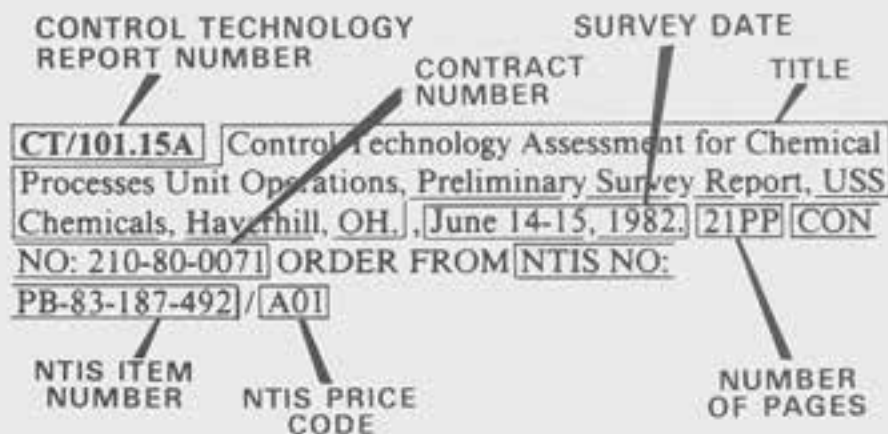 CONTROL TECHNOLOGY
REPORT NUMBER
SURVEY DATE
CONTRACT
NUMBER
TITLE
CT/101.15A Control Technology Assessment for Chemical
Processes Unit Operations, Preliminary Survey Report, USS
Chemicals, Haverhill, OH, , June 14-15, 1982. 21PP CON
NO: 210-80-0071 ORDER FROM NTIS NO:
PB-83-187-492 / A01
NTIS ITEM
NUMBER
NTIS PRICE
CODE
NUMBER
OF PAGES